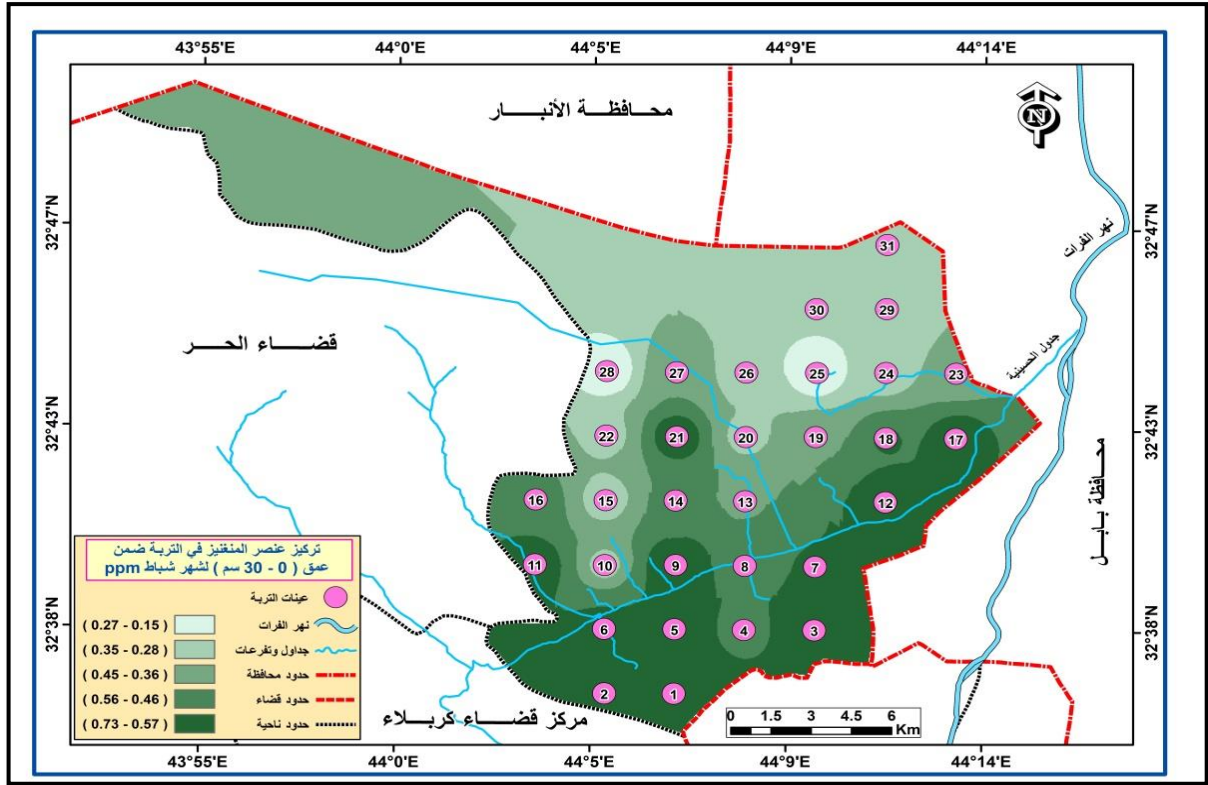 43°55'E 44°0'E 44°5'E 44°9'E 44°14'E
محافظة الأنبار
N
32°47'N 32°47'N
نهر الفرات
31
30 29
قضاء الحر
جدول الحسينية
28 27 26 25 24 23
32°43'N 32°43'N
22 21 20 19 18 17
محافظة بابل
16 15 14 13 12
11 10 9 8 7
32°38'N 32°38'N
6 5 4 3
2 1
مركز قضاء كربلاء
تركيز عنصر المنغنيز في التربة ضمن
عمق ( 0 - 30 سم ) لشهر شباط ppm
عينات التربة
نهر الفرات
جداول وتفرعات
حدود محافظة
حدود قضاء
حدود ناحية
( 0.27 - 0.15 )
( 0.35 - 0.28 )
( 0.45 - 0.36 )
( 0.56 - 0.46 )
( 0.73 - 0.57 )
0 1.5 3 4.5 6
Km
43°55'E 44°0'E 44°5'E 44°9'E 44°14'E